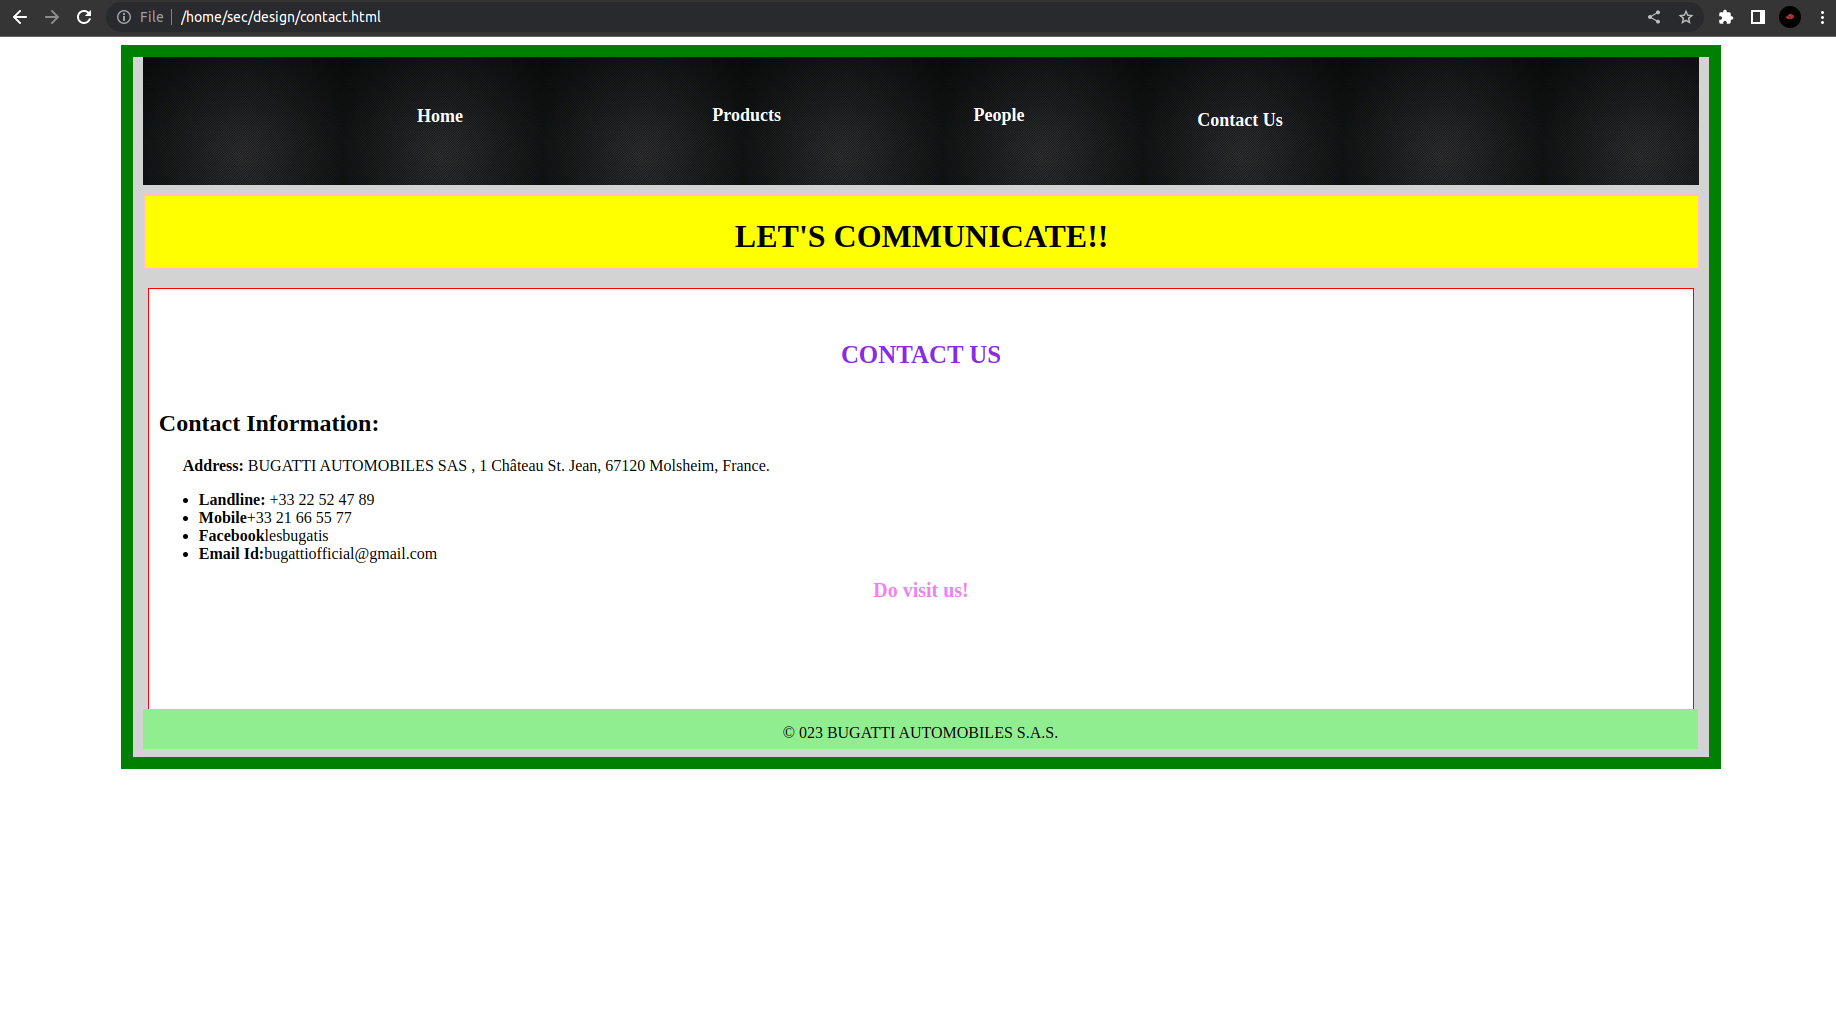 File /home/sec/design/contact.html
Home Products People Contact Us
LET'S COMMUNICATE!!
CONTACT US
Contact Information:
Address: BUGATTI AUTOMOBILES SAS , 1 Château St. Jean, 67120 Molsheim, France.
Landline: +33 22 52 47 89
Mobile+33 21 66 55 77
Facebooklesbugatis
Email Id:bugattiofficial@gmail.com
Do visit us!
© 023 BUGATTI AUTOMOBILES S.A.S.